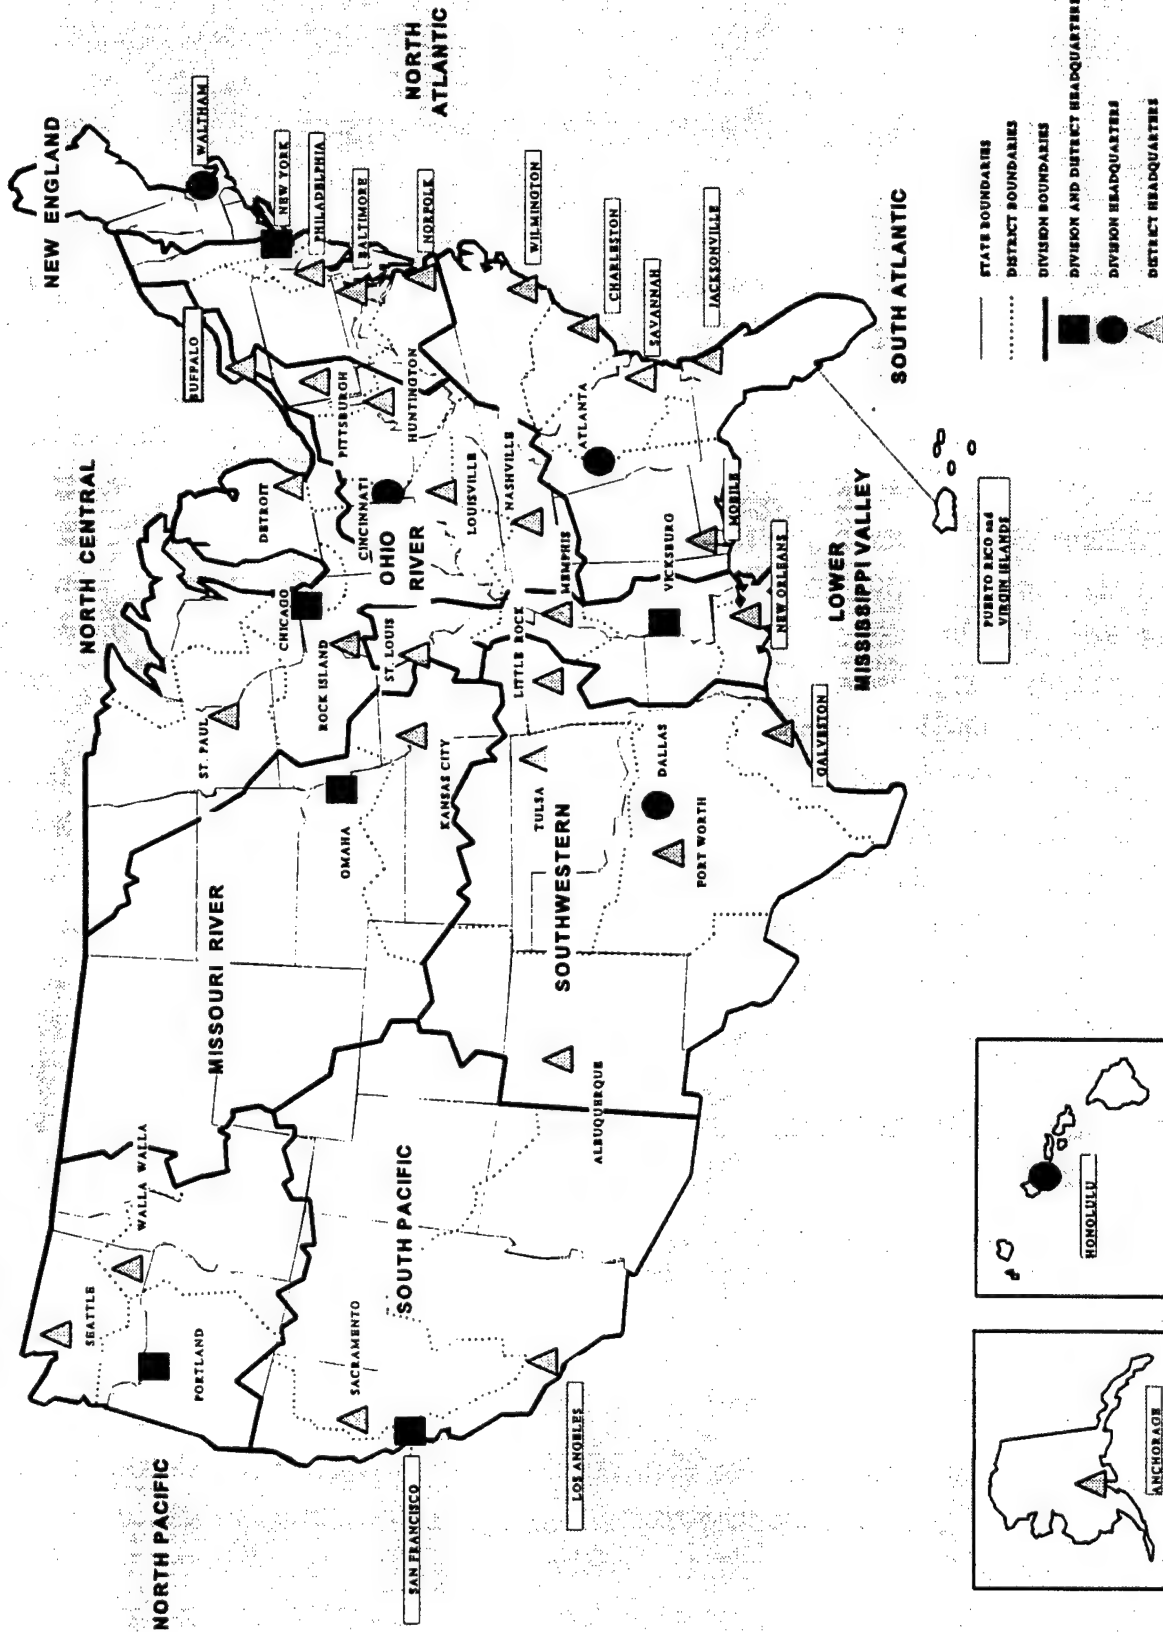 NORTH PACIFIC
SEATTLE
WALLA WALLA
PORTLAND
SACRAMENTO
SAN FRANCISCO
SOUTH PACIFIC
LOS ANGELES
MISSOURI RIVER
OMAHA
KANSAS CITY
ALBUQUERQUE
SOUTHWESTERN
TULSA
DALLAS
FORT WORTH
GALVESTON
LITTLE ROCK
NORTH CENTRAL
ST. PAUL
ROCK ISLAND
CHICAGO
DETROIT
BUFFALO
ST. LOUIS
MEMPHIS
VICKSBURG
NEW ORLEANS
LOWER
MISSISSIPPI VALLEY
OHIO
RIVER
CINCINNATI
LOUISVILLE
NASHVILLE
HUNTINGTON
PITTSBURGH
NEW ENGLAND
WALTHAM
NORTH
ATLANTIC
NEW YORK
PHILADELPHIA
BALTIMORE
NORFOLK
WILMINGTON
CHARLESTON
SAVANNAH
JACKSONVILLE
ATLANTA
MOBILE
SOUTH ATLANTIC
PUERTO RICO and
VIRGIN ISLANDS
ANCHORAGE
HONOLULU
STATE BOUNDARIES
DISTRICT BOUNDARIES
DIVISION BOUNDARIES
DIVISION AND DISTRICT HEADQUARTERS
DIVISION HEADQUARTERS
DISTRICT HEADQUARTERS